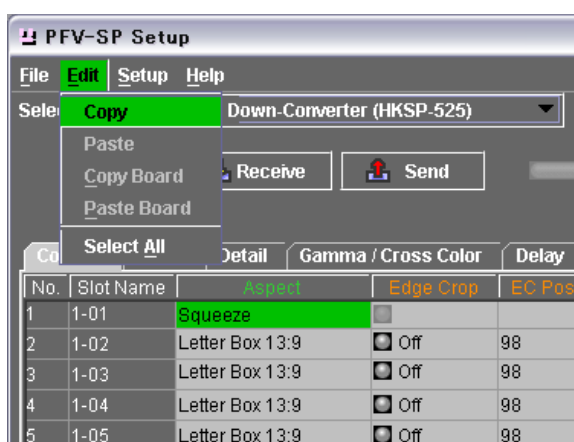 PFV-SP Setup
File Edit Setup Help
Down-Converter (HKSP-525)
Copy
Paste
Copy Board
Paste Board
Select All
Receive Send
Detail Gamma / Cross Color Delay
No. Slot Name Aspect Edge Crop EC Pos
1 1-01 Squeeze
2 1-02 Letter Box 13:9 Off 98
3 1-03 Letter Box 13:9 Off 98
4 1-04 Letter Box 13:9 Off 98
5 1-05 Letter Box 13:9 Off 98